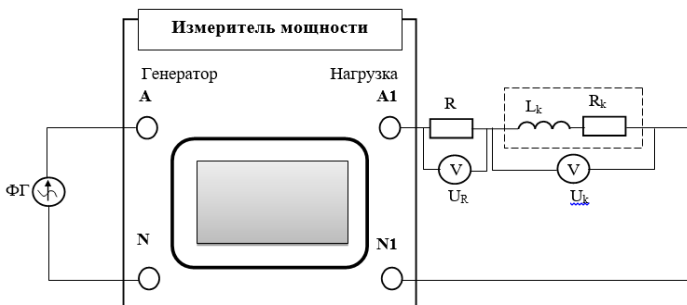 Измеритель мощности
Генератор
Нагрузка
A
A1
R
Lk
Rk
ФГ
V
V
UR
Uk
N
N1